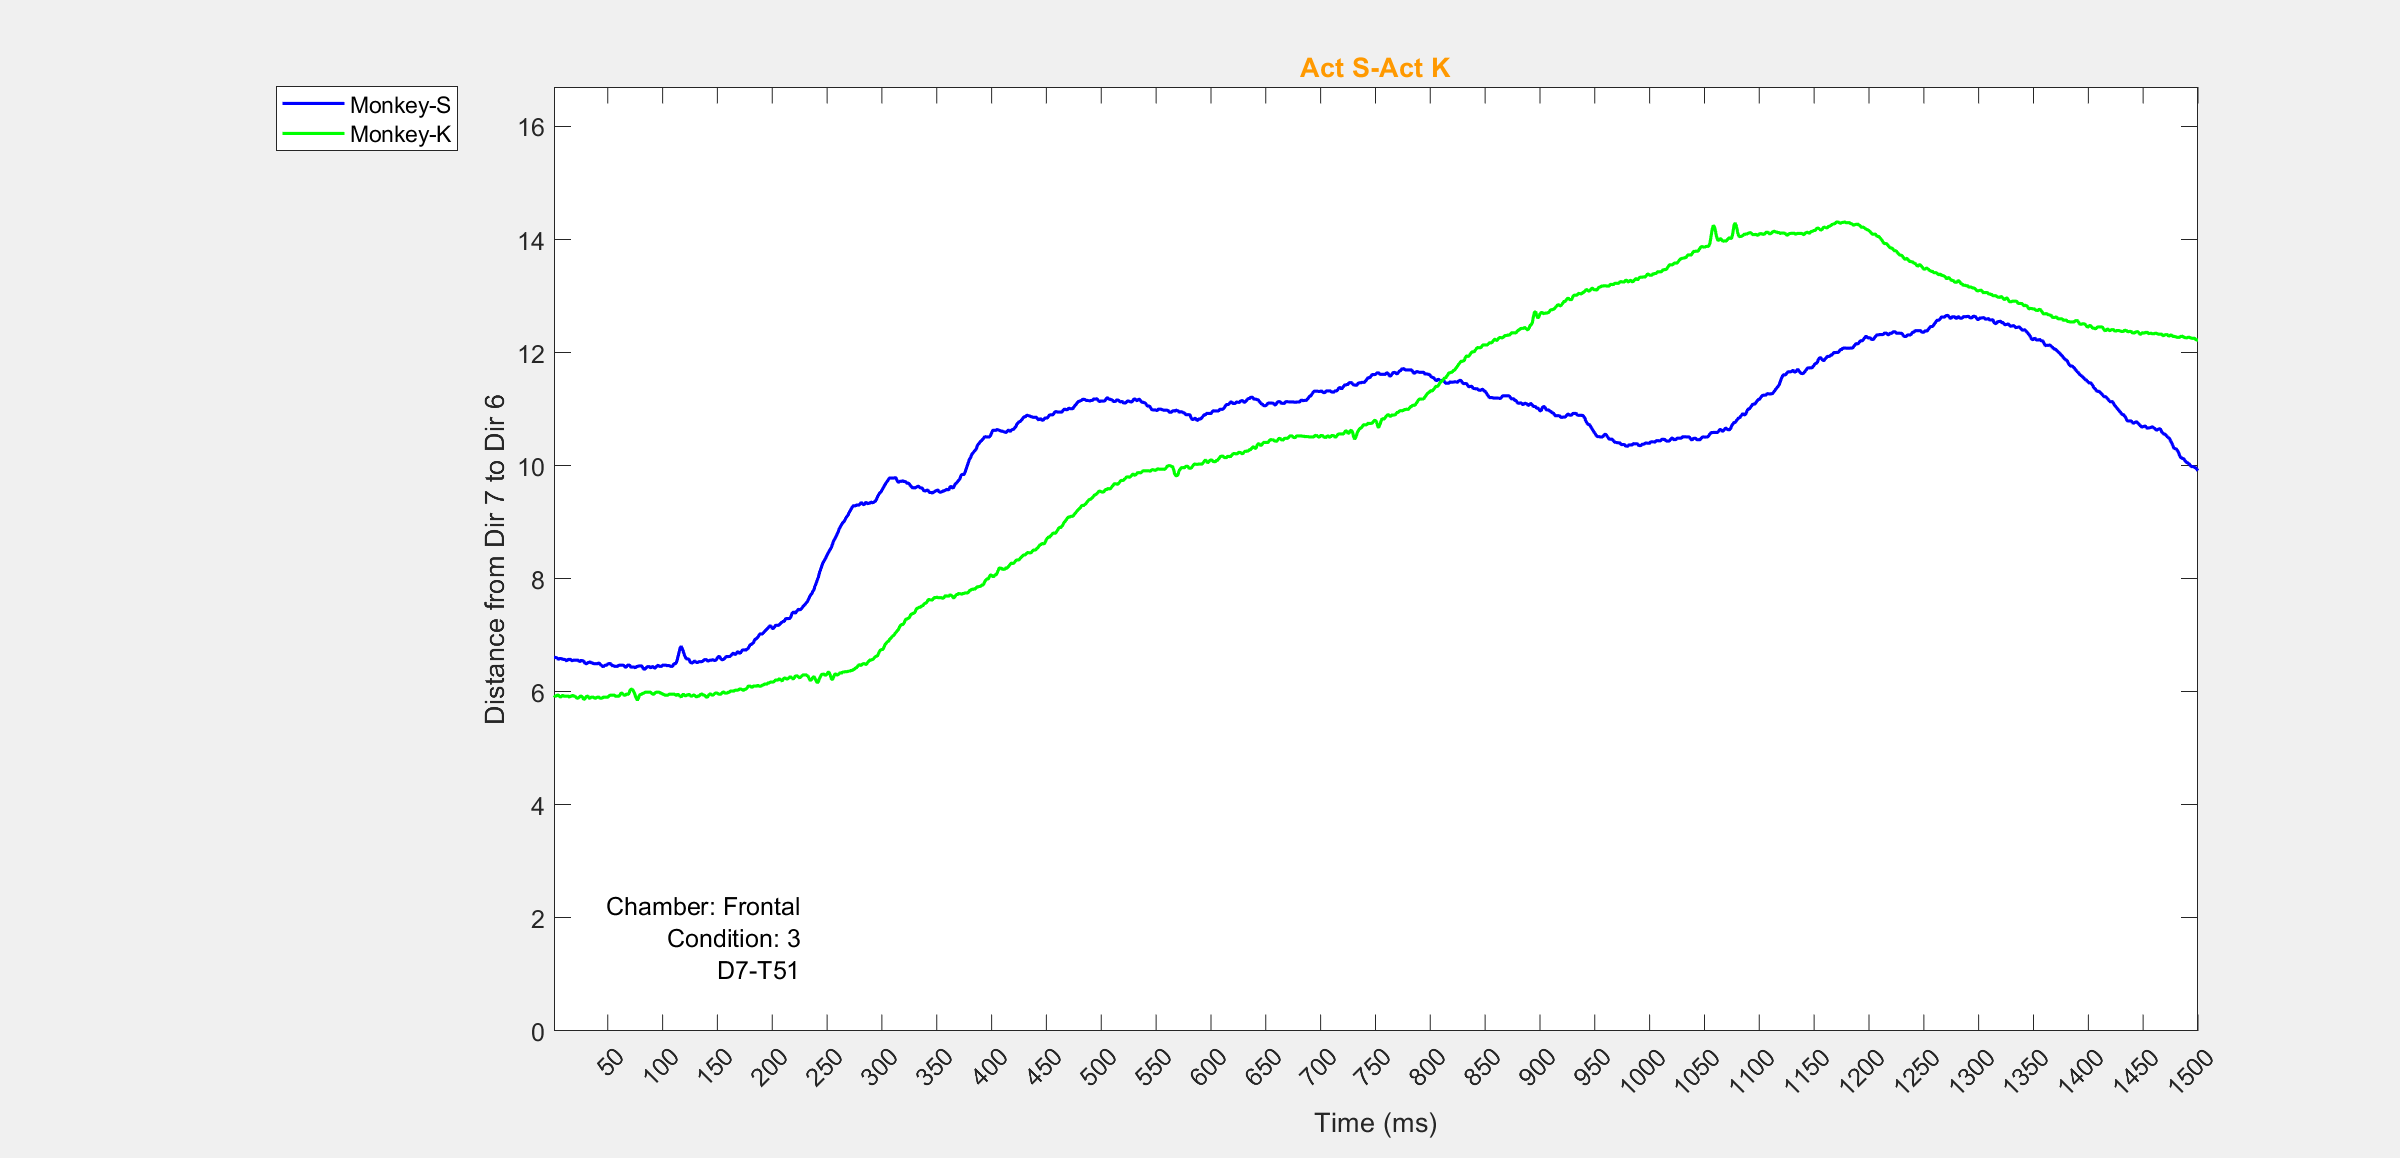 Act S-Act K
Monkey-S
Monkey-K
16
14
12
10
8
6
4
2
0
Distance from Dir 7 to Dir 6
Chamber: Frontal
Condition: 3
D7-T51
50 100 150 200 250 300 350 400 450 500 550 600 650 700 750 800 850 900 950 1000 1050 1100 1150 1200 1250 1300 1350 1400 1450 1500
Time (ms)